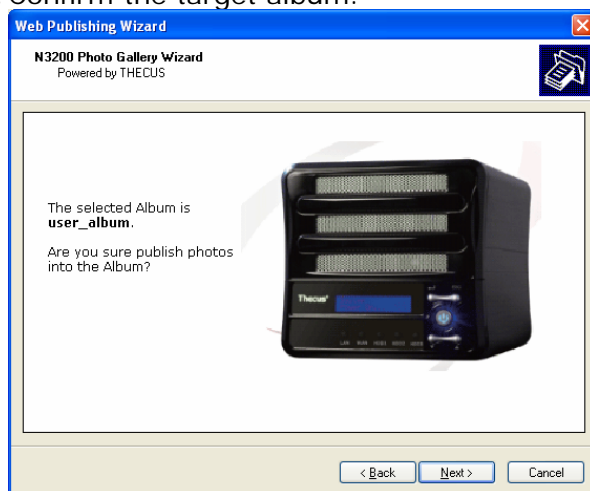 Confirm the target album.
Web Publishing Wizard
N3200 Photo Gallery Wizard
Powered by THECUS
The selected Album is
user_album.
Are you sure publish photos
into the Album?
Thecus
< Back
Next >
Cancel